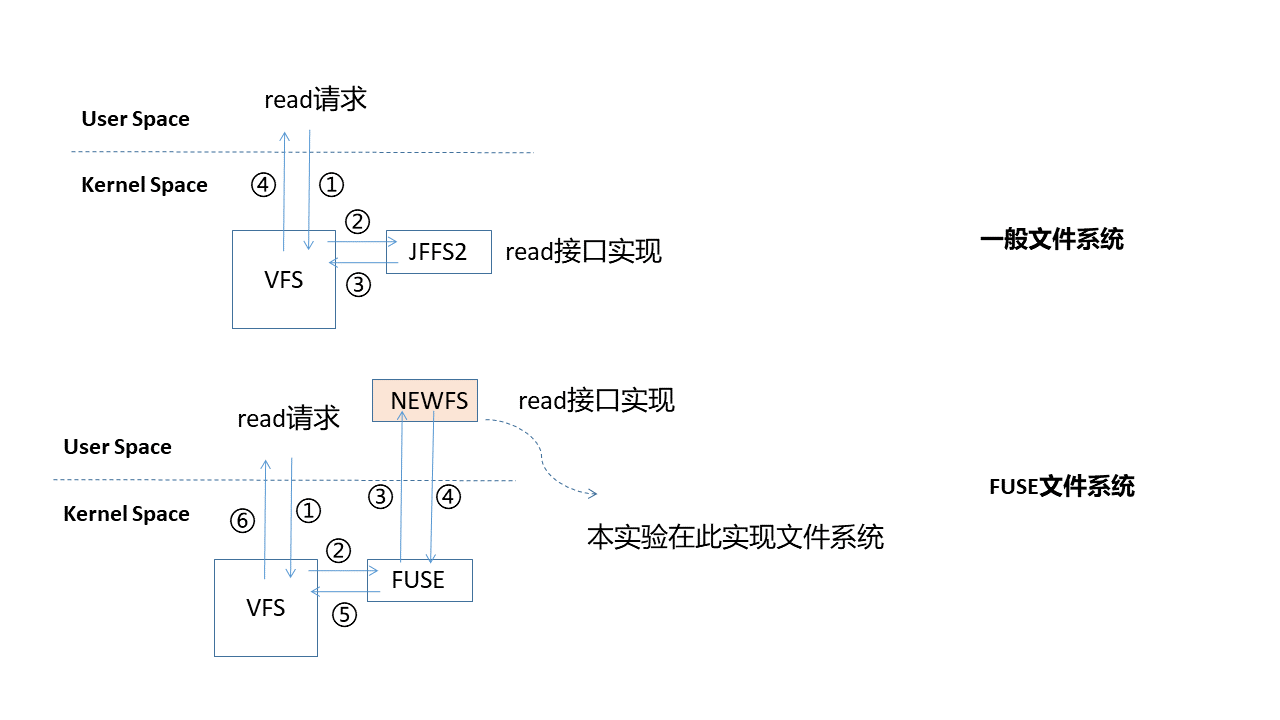 read请求
User Space
Kernel Space
④
①
②
JFFS2
read接口实现
一般文件系统
VFS
③
NEWFS
read接口实现
read请求
User Space
FUSE文件系统
Kernel Space
⑥
①
③
④
本实验在此实现文件系统
②
FUSE
VFS
⑤